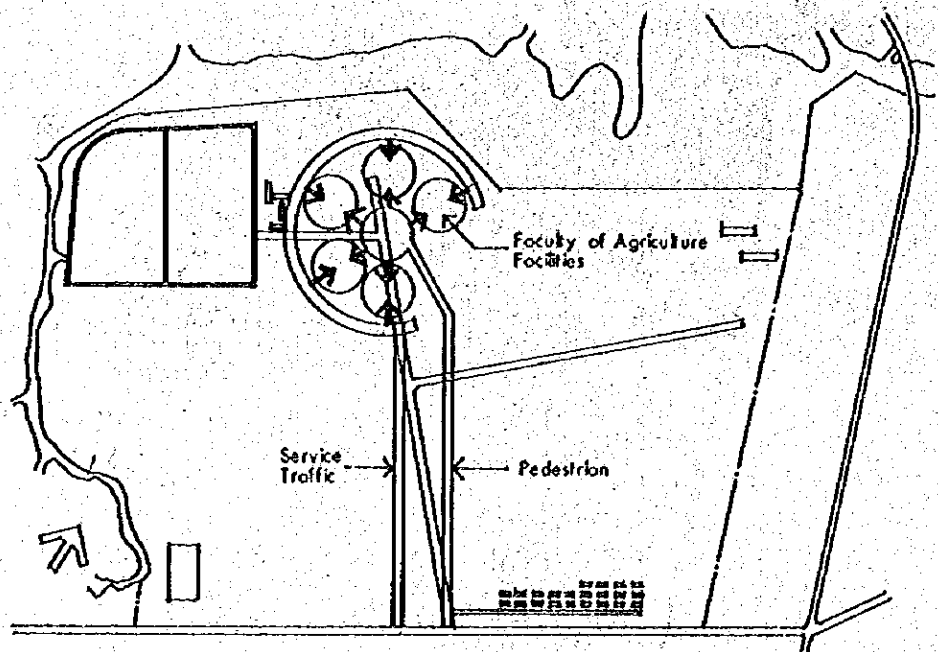 Faculty of Agriculture
Facilities
Service
Traffic
Pedestrian